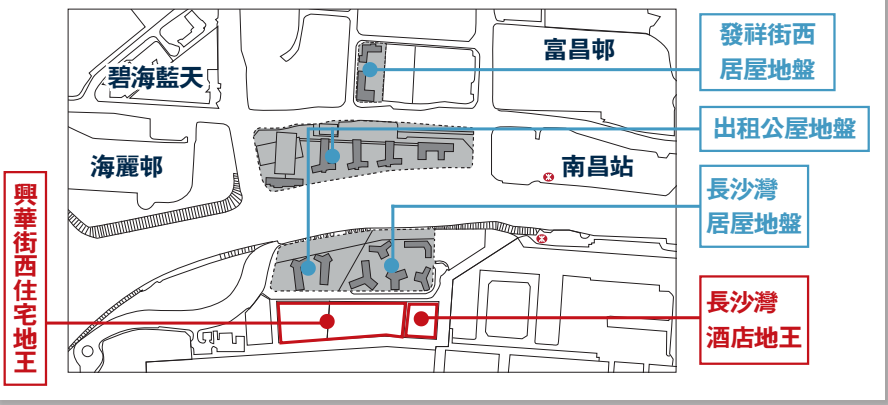 發祥街西
居屋地盤
富昌邨
碧海藍天
出租公屋地盤
海麗邨
南昌站
長沙灣
居屋地盤
興華街西住宅地王
長沙灣
酒店地王